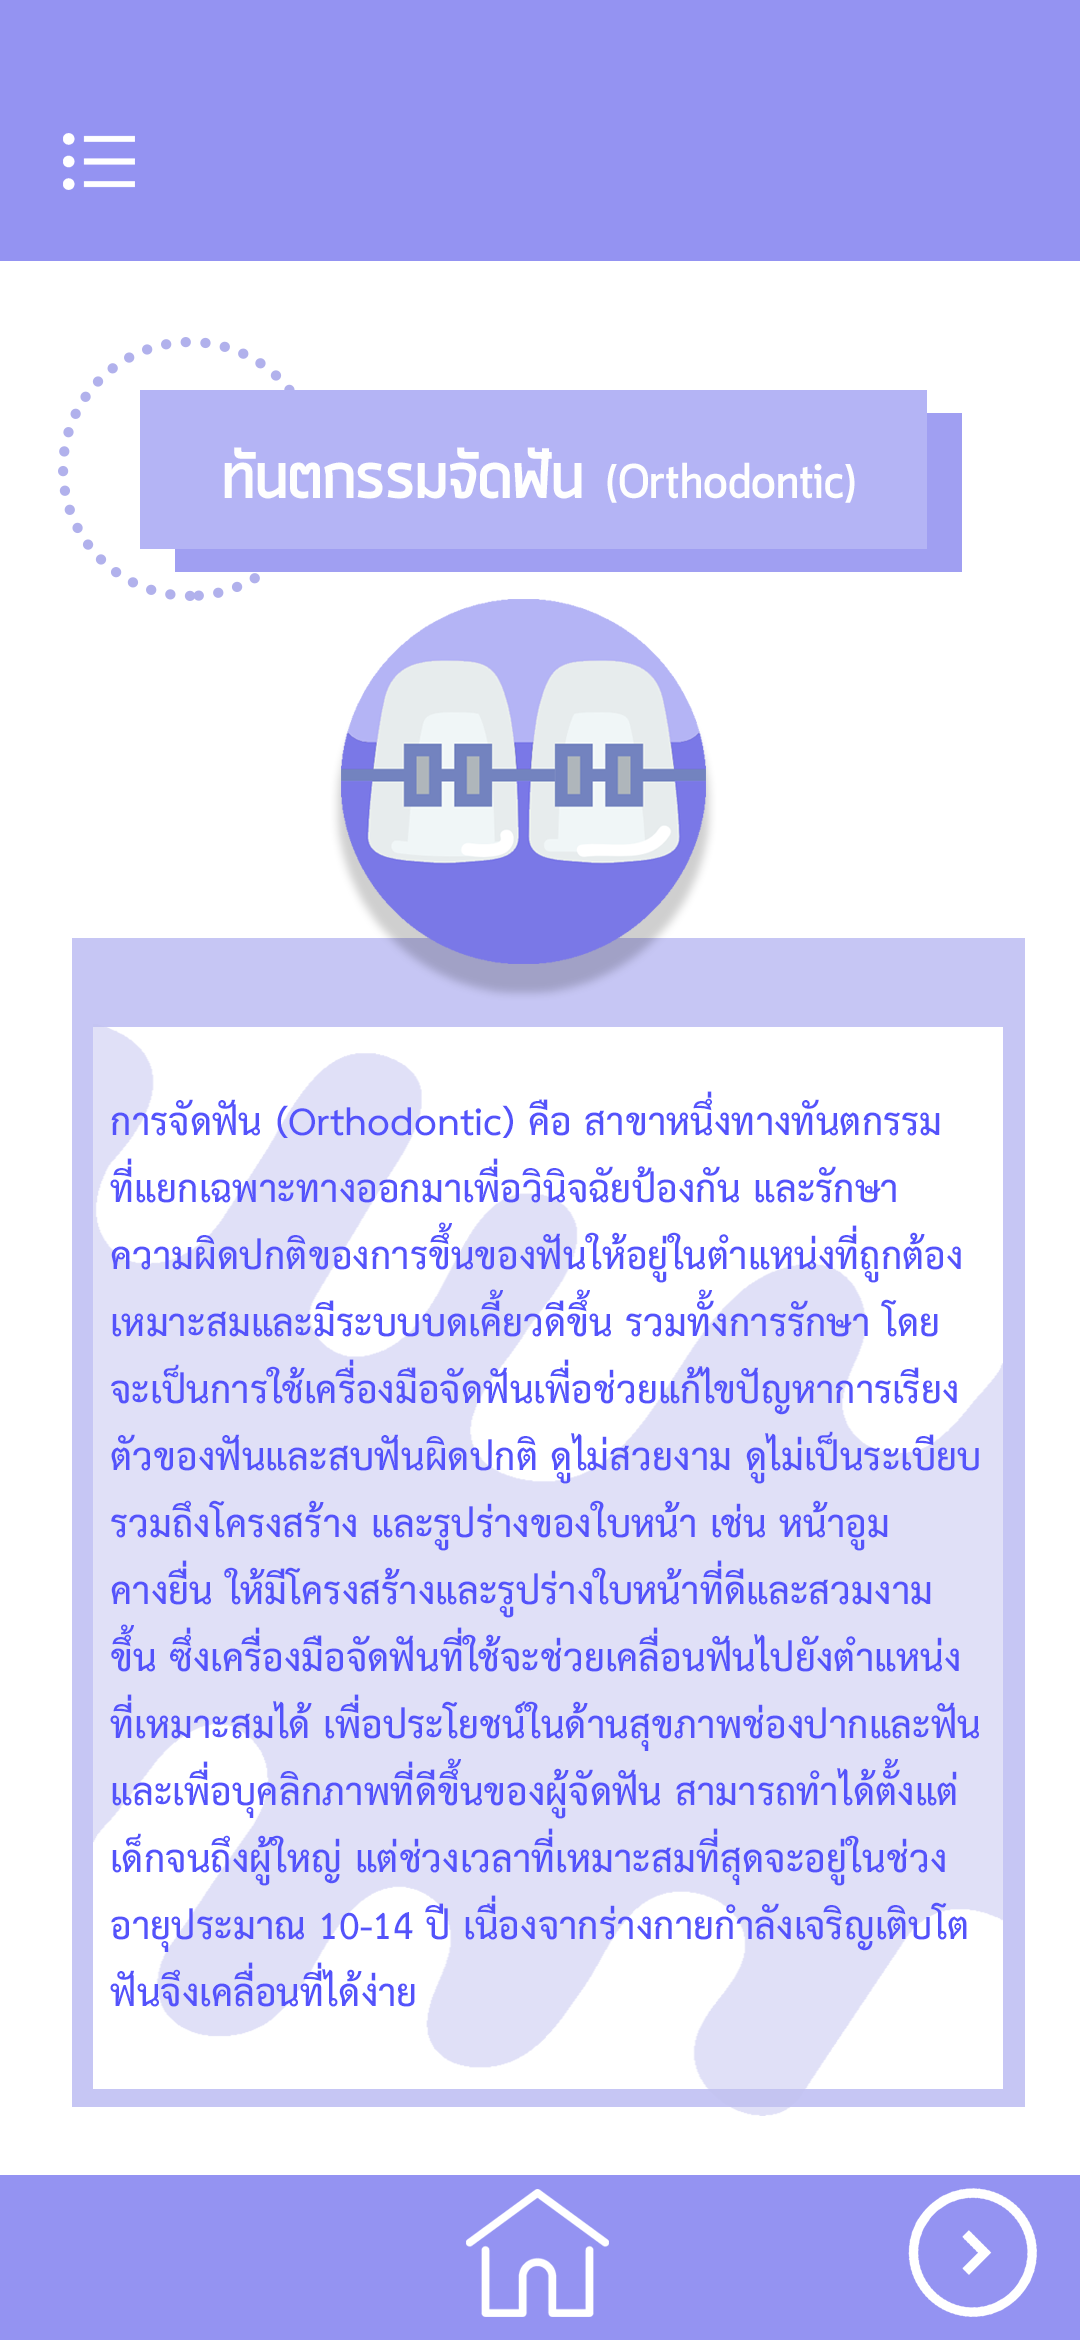 ทันตกรรมจัดฟัน (Orthodontic)
การจัดฟัน (Orthodontic) คือ สาขาหนึ่งทางทันตกรรม
ที่แยกเฉพาะทางออกมาเพื่อวินิจฉัยป้องกัน และรักษา
ความผิดปกติของการขึ้นของฟันให้อยู่ในตำแหน่งที่ถูกต้อง
เหมาะสมและมีระบบบดเคี้ยวดีขึ้น รวมทั้งการรักษา โดย
จะเป็นการใช้เครื่องมือจัดฟันเพื่อช่วยแก้ไขปัญหาการเรียง
ตัวของฟันและสบฟันผิดปกติ ดูไม่สวยงาม ดูไม่เป็นระเบียบ
รวมถึงโครงสร้าง และรูปร่างของใบหน้า เช่น หน้าอูม
คางยื่น ให้มีโครงสร้างและรูปร่างใบหน้าที่ดีและสวมงาม
ขึ้น ซึ่งเครื่องมือจัดฟันที่ใช้จะช่วยเคลื่อนฟันไปยังตำแหน่ง
ที่เหมาะสมได้ เพื่อประโยชน์ในด้านสุขภาพช่องปากและฟัน
และเพื่อบุคลิกภาพที่ดีขึ้นของผู้จัดฟัน สามารถทำได้ตั้งแต่
เด็กจนถึงผู้ใหญ่ แต่ช่วงเวลาที่เหมาะสมที่สุดจะอยู่ในช่วง
อายุประมาณ 10-14 ปี เนื่องจากร่างกายกำลังเจริญเติบโต
ฟันจึงเคลื่อนที่ได้ง่าย